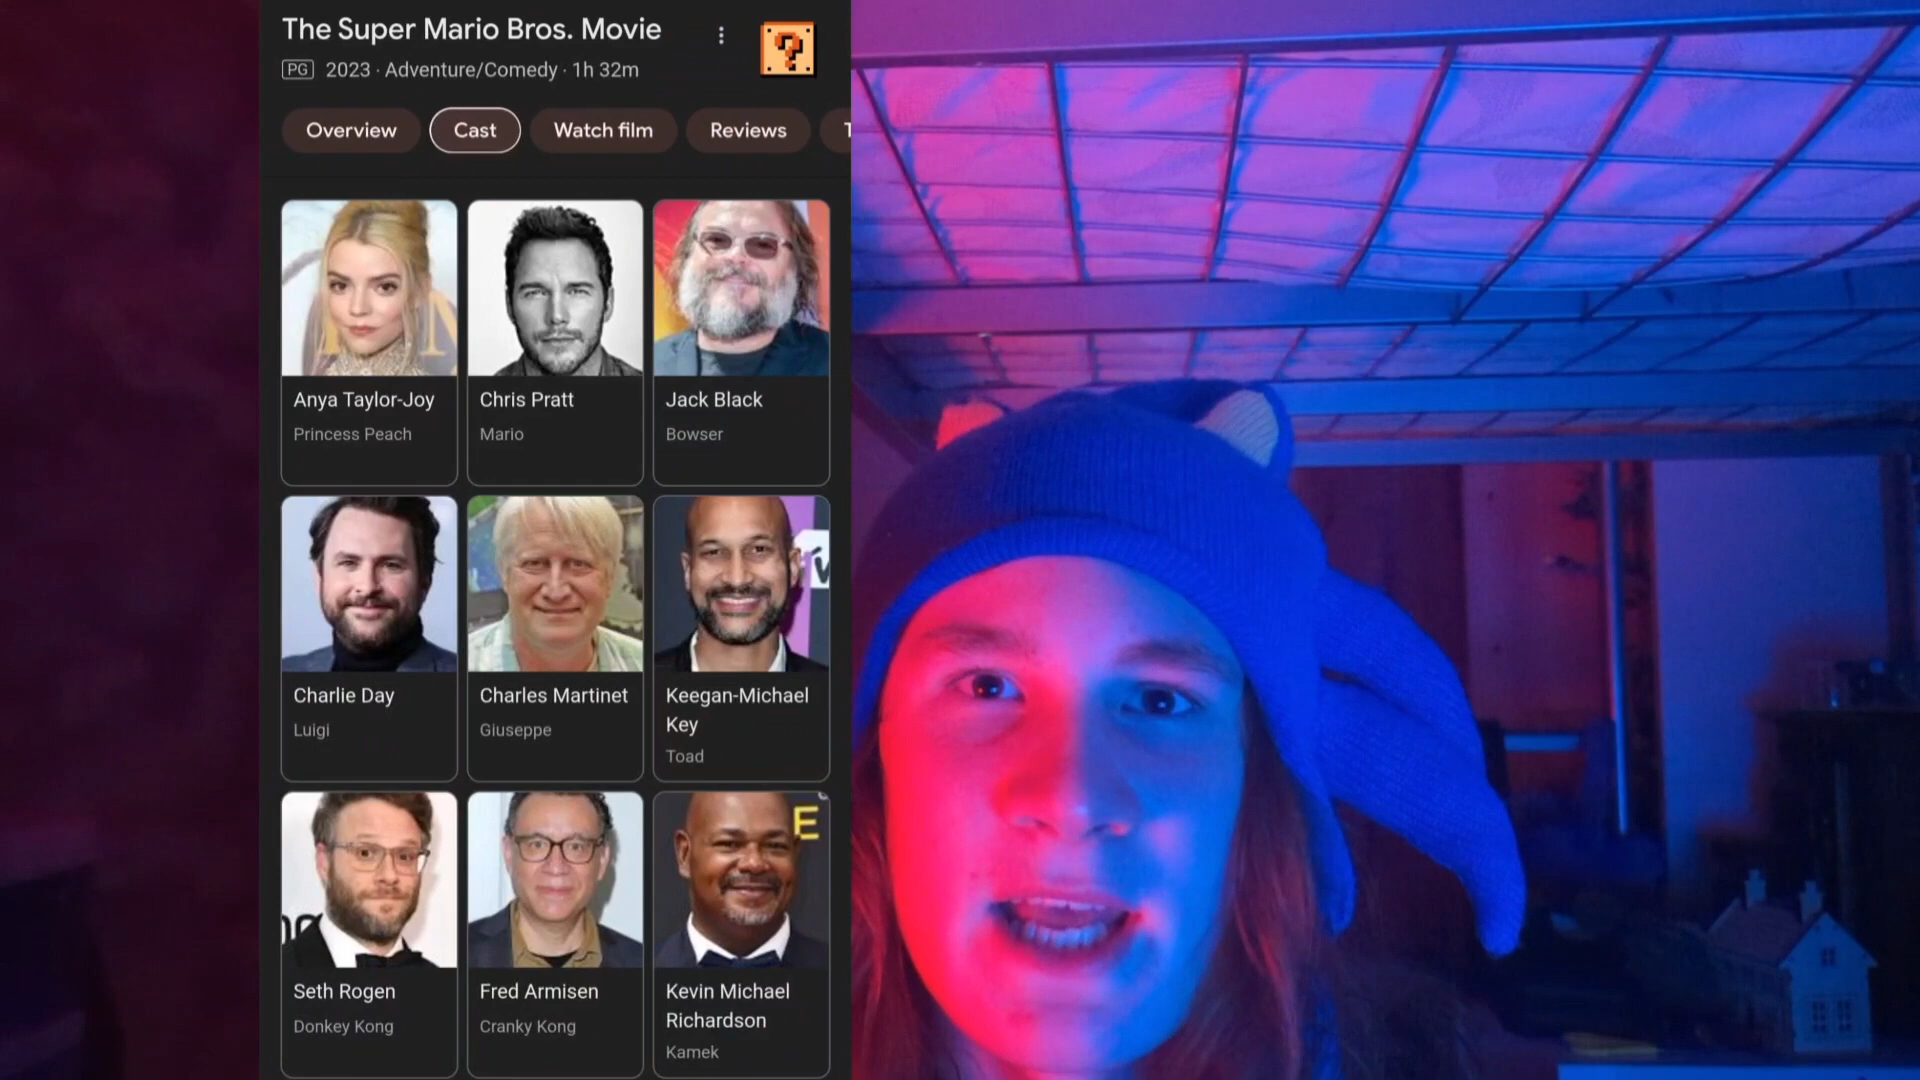 The Super Mario Bros. Movie
PG 2023 · Adventure/Comedy · 1h 32m
?
Overview
Cast
Watch film
Reviews
Anya Taylor-Joy
Princess Peach
Chris Pratt
Mario
Jack Black
Bowser
Charlie Day
Luigi
Charles Martinet
Giuseppe
Keegan-Michael
Key
Toad
Seth Rogen
Donkey Kong
Fred Armisen
Cranky Kong
E
Kevin Michael
Richardson
Kamek